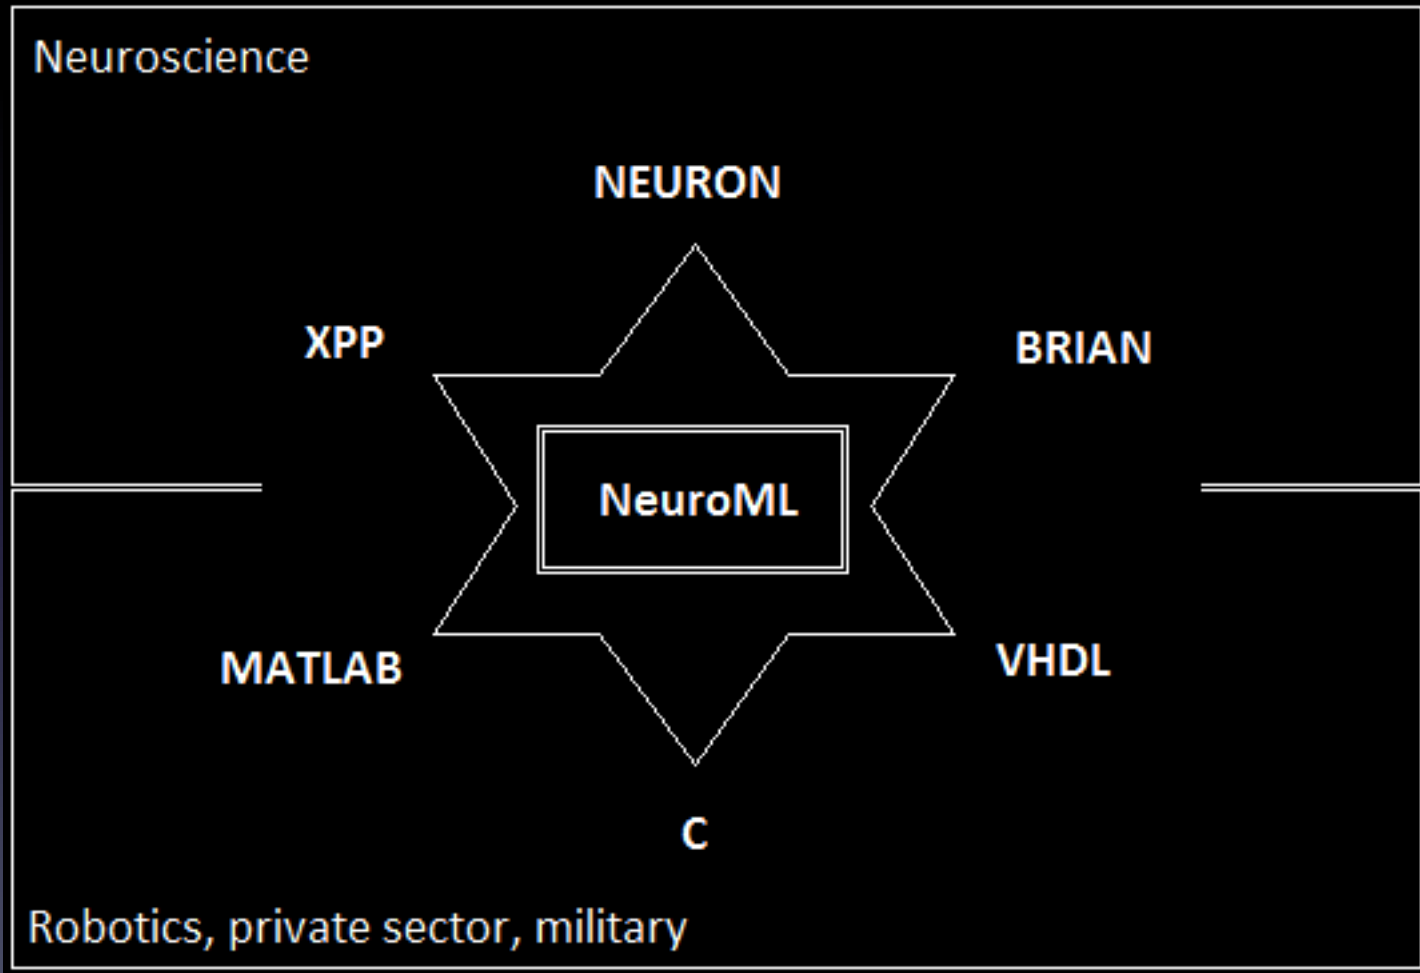 Neuroscience
NEURON
XPP
BRIAN
NeuroML
MATLAB
VHDL
C
Robotics, private sector, military